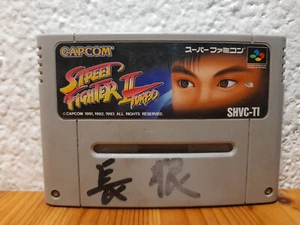 CAPCOM
スーパーファミコン
STREET
FIGHTER II
TURBO
©CAPCOM 1991, 1992, 1993 ALL RIGHTS RESERVED.
SHVC-TI
長根